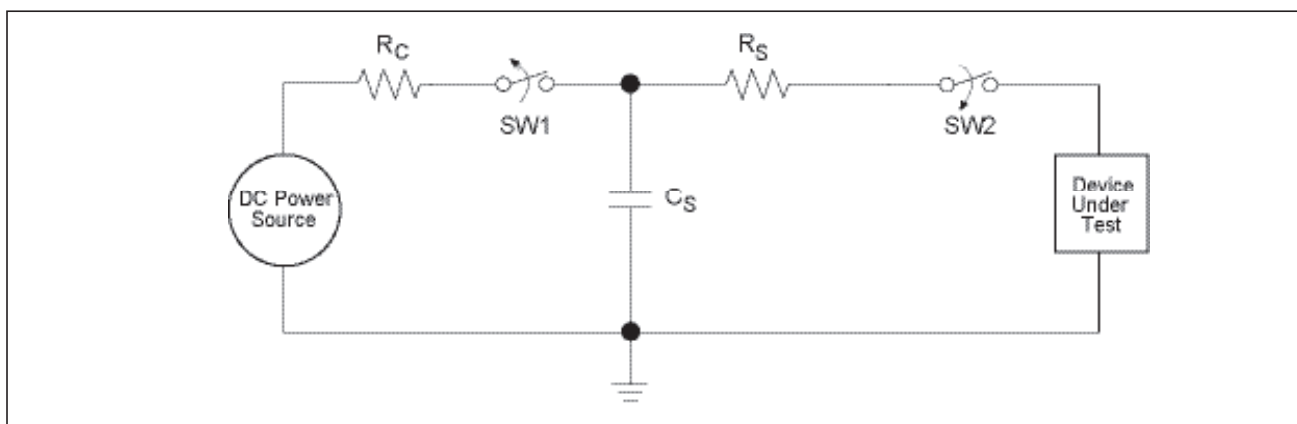 RC
RS
SW1
SW2
DC Power
Source
CS
Device
Under
Test